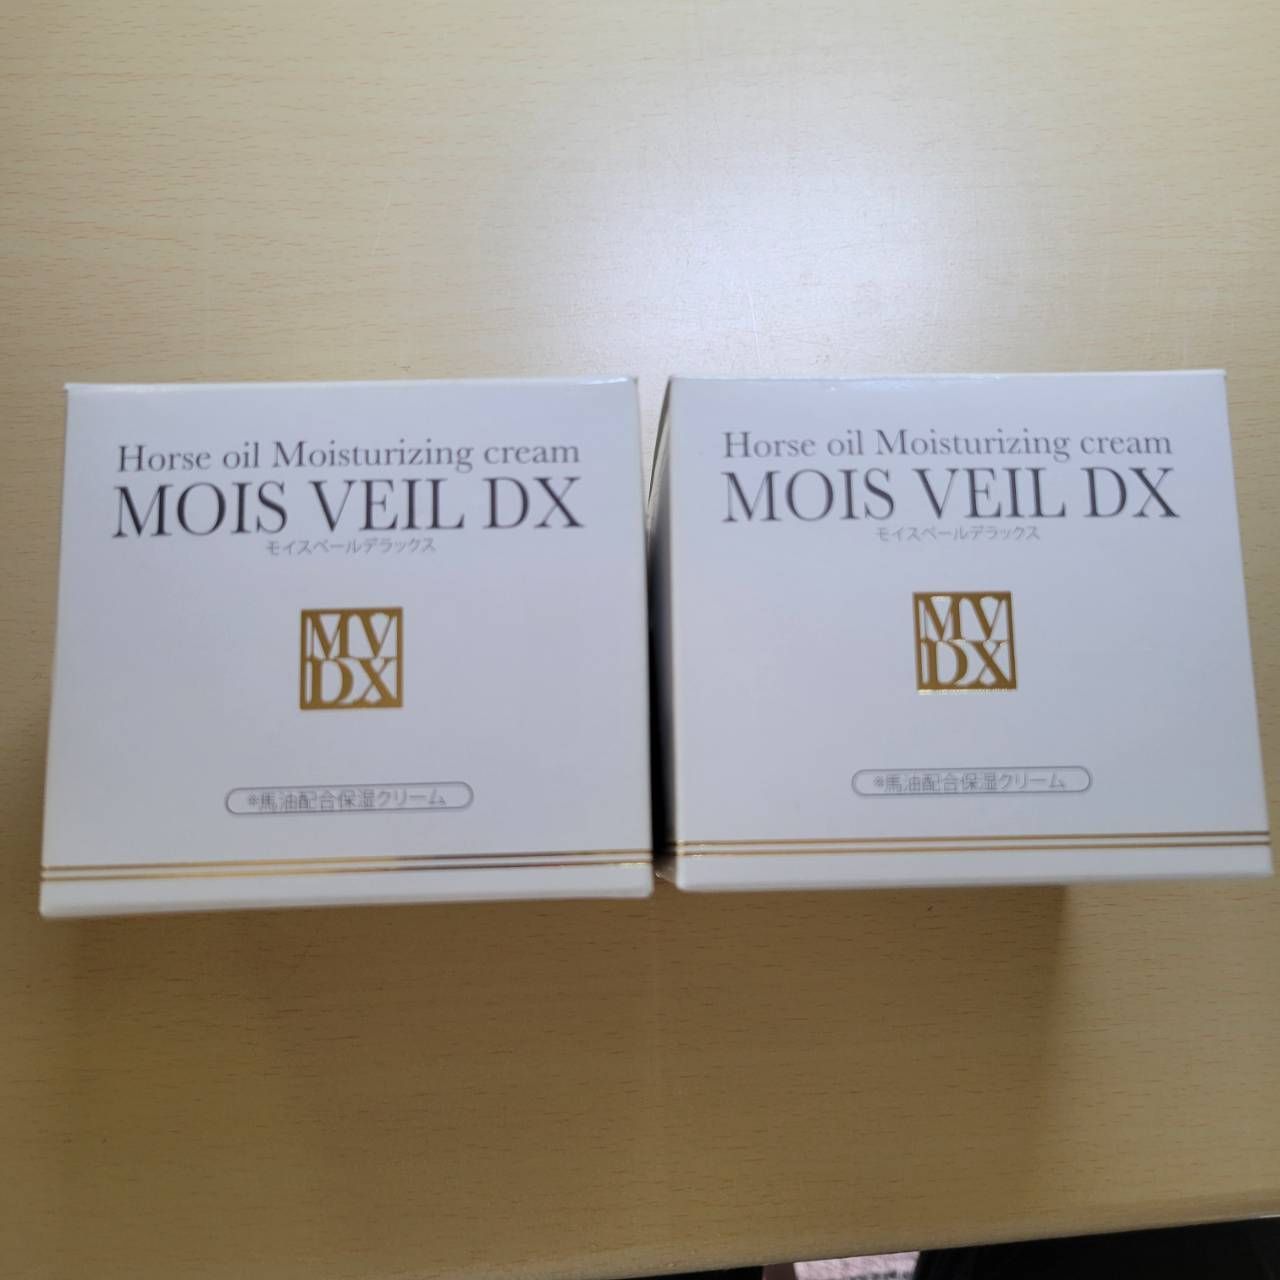 Horse oil Moisturizing cream
MOIS VEIL DX
モイスベールデラックス
MV
DX
※馬油配合保湿クリーム
Horse oil Moisturizing cream
MOIS VEIL DX
モイスベールデラックス
MV
DX
※馬油配合保湿クリーム